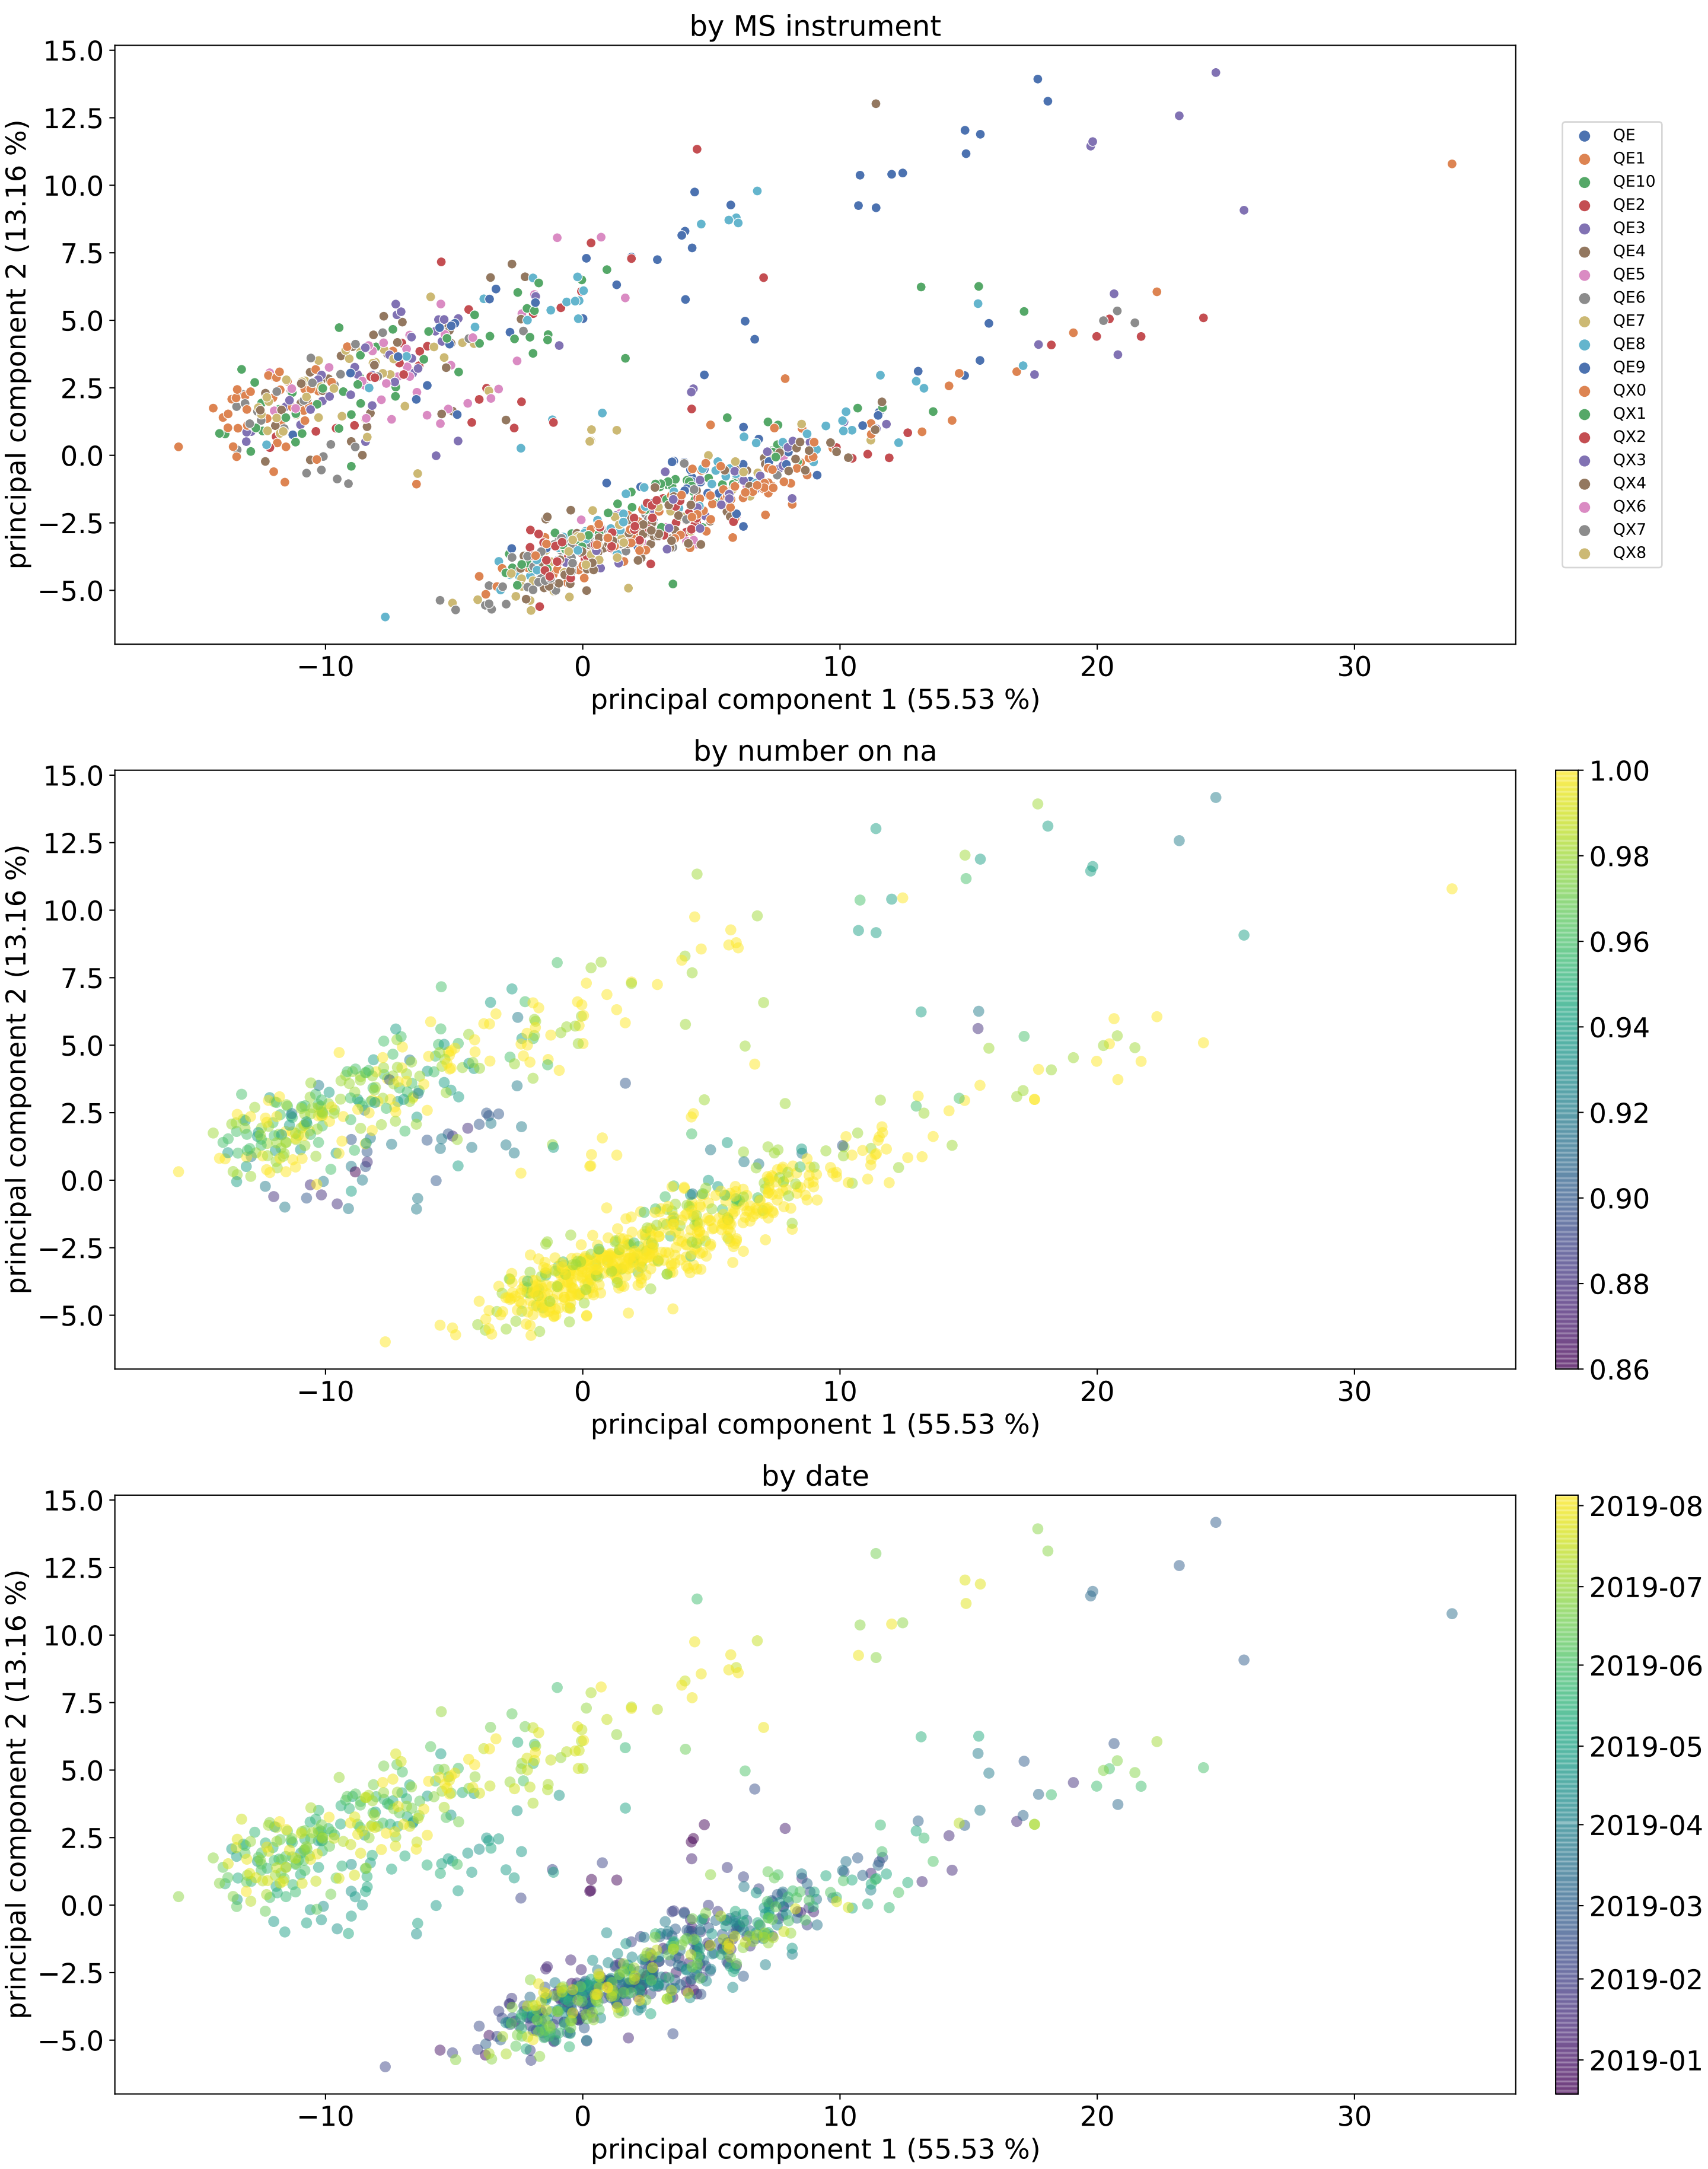 by MS instrument
15.0
12.5
10.0
7.5
5.0
2.5
0.0
−2.5
−5.0
principal component 2 (13.16 %)
−10
0
10
20
30
principal component 1 (55.53 %)
QE
QE1
QE10
QE2
QE3
QE4
QE5
QE6
QE7
QE8
QE9
QX0
QX1
QX2
QX3
QX4
QX6
QX7
QX8
by number on na
15.0
12.5
10.0
7.5
5.0
2.5
0.0
−2.5
−5.0
principal component 2 (13.16 %)
−10
0
10
20
30
principal component 1 (55.53 %)
1.00
0.98
0.96
0.94
0.92
0.90
0.88
0.86
by date
15.0
12.5
10.0
7.5
5.0
2.5
0.0
−2.5
−5.0
principal component 2 (13.16 %)
−10
0
10
20
30
principal component 1 (55.53 %)
2019-08
2019-07
2019-06
2019-05
2019-04
2019-03
2019-02
2019-01